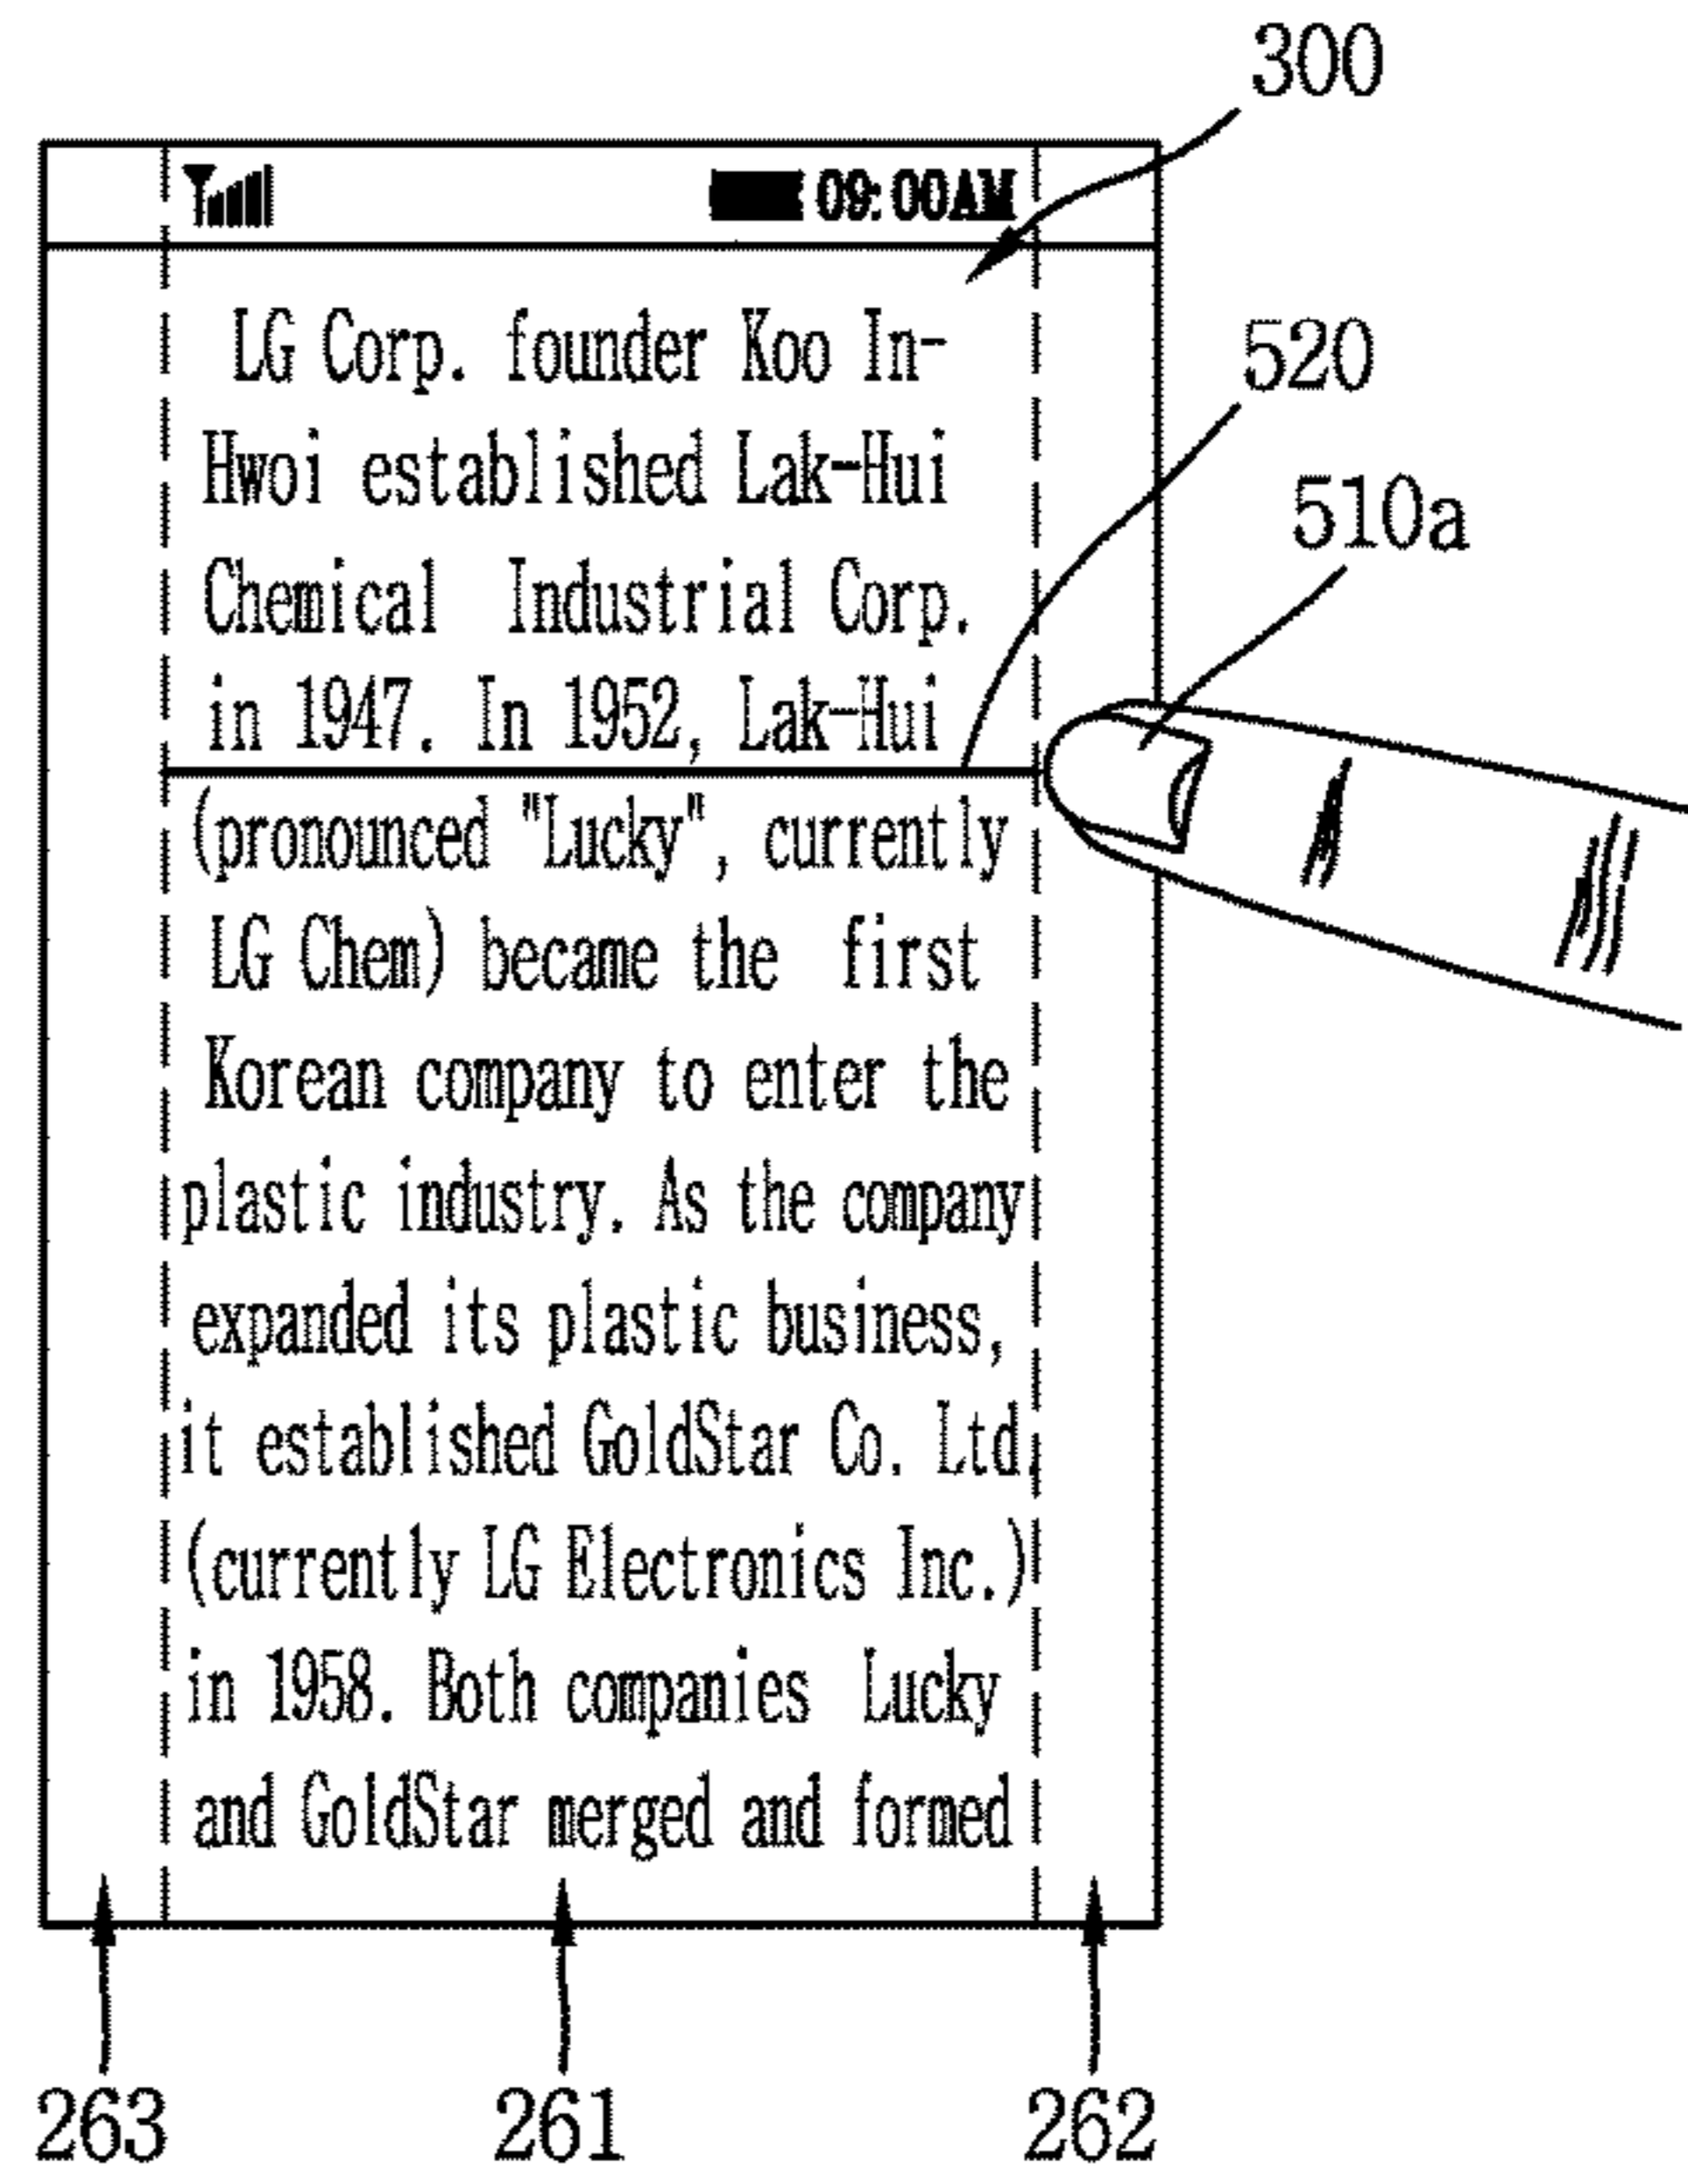 300
09:00AM
LG Corp. founder Koo In-
520
Hwoi established Lak-Hui
510a
Chemical Industrial Corp.
in 1947. In 1952, Lak-Hui
(pronounced "Lucky", currently
LG Chem) became the first
Korean company to enter the
plastic industry. As the company
expanded its plastic business,
it established GoldStar Co. Ltd.
(currently LG Electronics Inc.)
in 1958. Both companies Lucky
and GoldStar merged and formed
263 261 262